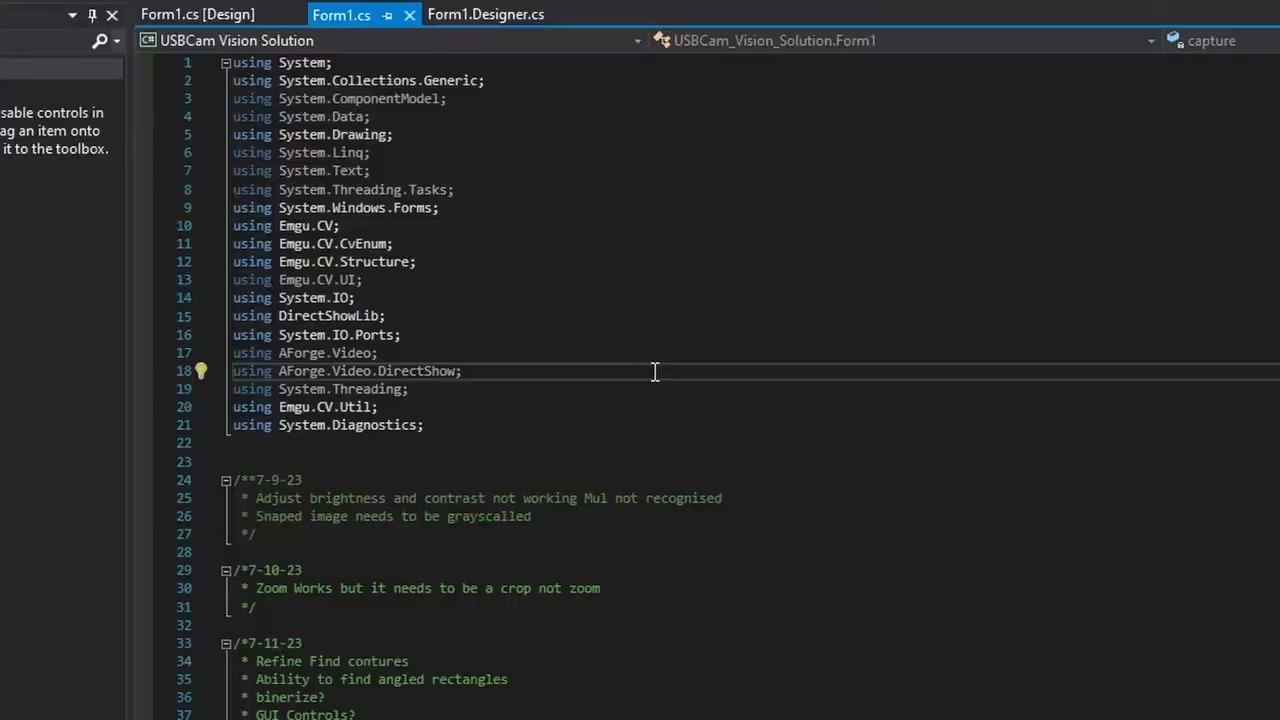 Form1.cs [Design]
Form1.cs
Form1.Designer.cs
USBCam Vision Solution
USBCam_Vision_Solution.Form1
capture
sable controls in
ag an item onto
it to the toolbox.
1 using System;
2 using System.Collections.Generic;
3 using System.ComponentModel;
4 using System.Data;
5 using System.Drawing;
6 using System.Linq;
7 using System.Text;
8 using System.Threading.Tasks;
9 using System.Windows.Forms;
10 using Emgu.CV;
11 using Emgu.CV.CvEnum;
12 using Emgu.CV.Structure;
13 using Emgu.CV.UI;
14 using System.IO;
15 using DirectShowLib;
16 using System.IO.Ports;
17 using AForge.Video;
18 using AForge.Video.DirectShow;
19 using System.Threading;
20 using Emgu.CV.Util;
21 using System.Diagnostics;
22
23
24 /**7-9-23
25 * Adjust brightness and contrast not working Mul not recognised
26 * Snaped image needs to be grayscalled
27 */
28
29 /*7-10-23
30 * Zoom Works but it needs to be a crop not zoom
31 */
32
33 /*7-11-23
34 * Refine Find contures
35 * Ability to find angled rectangles
36 * binerize?
37 * GUI Controls?